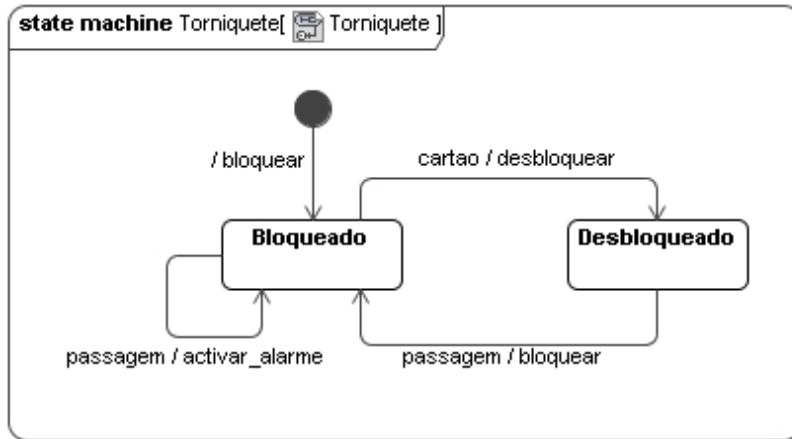 state machine Torniquete[ Torniquete ]
/ bloquear
cartao / desbloquear
Bloqueado
Desbloqueado
passagem / activar_alarme
passagem / bloquear